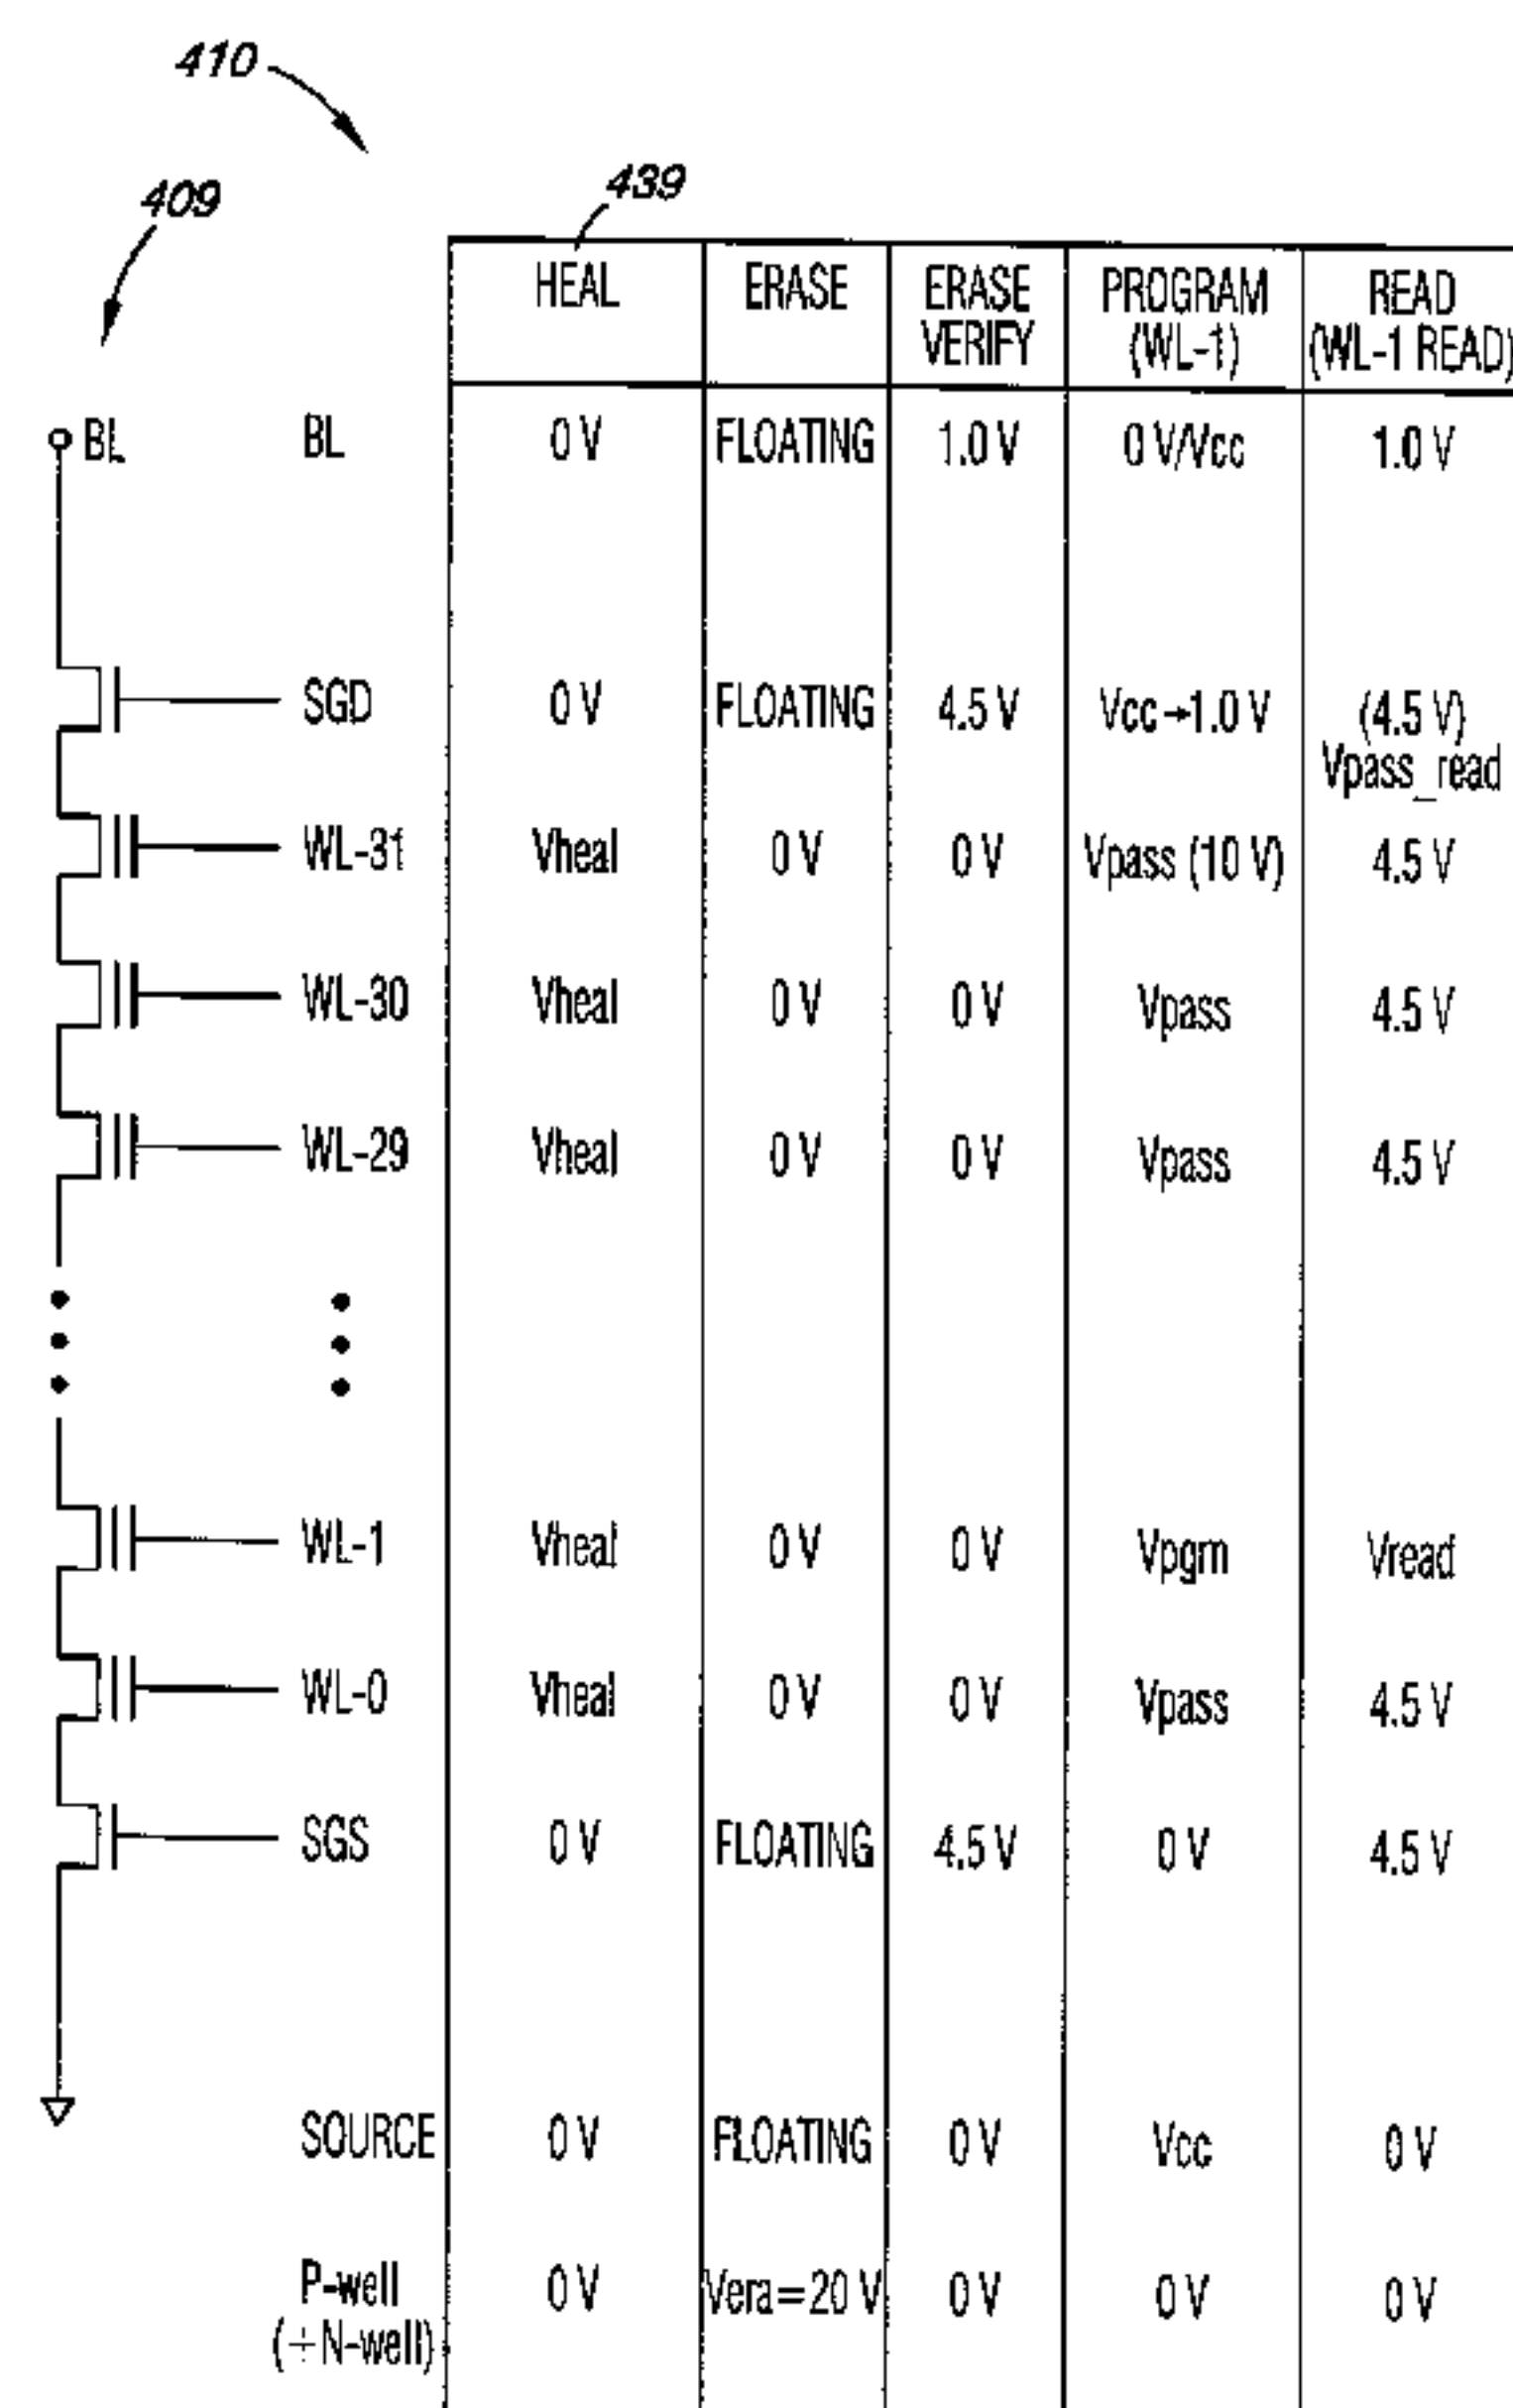 410
409
439
HEAL ERASE ERASE VERIFY PROGRAM (WL-1) READ (WL-1 READ)
BL BL 0 V FLOATING 1.0 V 0 V/Vcc 1.0 V
SGD 0 V FLOATING 4.5 V Vcc→1.0 V (4.5 V) Vpass_read
WL-31 Vheal 0 V 0 V Vpass (10 V) 4.5 V
WL-30 Vheal 0 V 0 V Vpass 4.5 V
WL-29 Vheal 0 V 0 V Vpass 4.5 V
WL-1 Vheal 0 V 0 V Vpgm Vread
WL-0 Vheal 0 V 0 V Vpass 4.5 V
SGS 0 V FLOATING 4.5 V 0 V 4.5 V
SOURCE 0 V FLOATING 0 V Vcc 0 V
P-well (+N-well) 0 V Vera=20 V 0 V 0 V 0 V